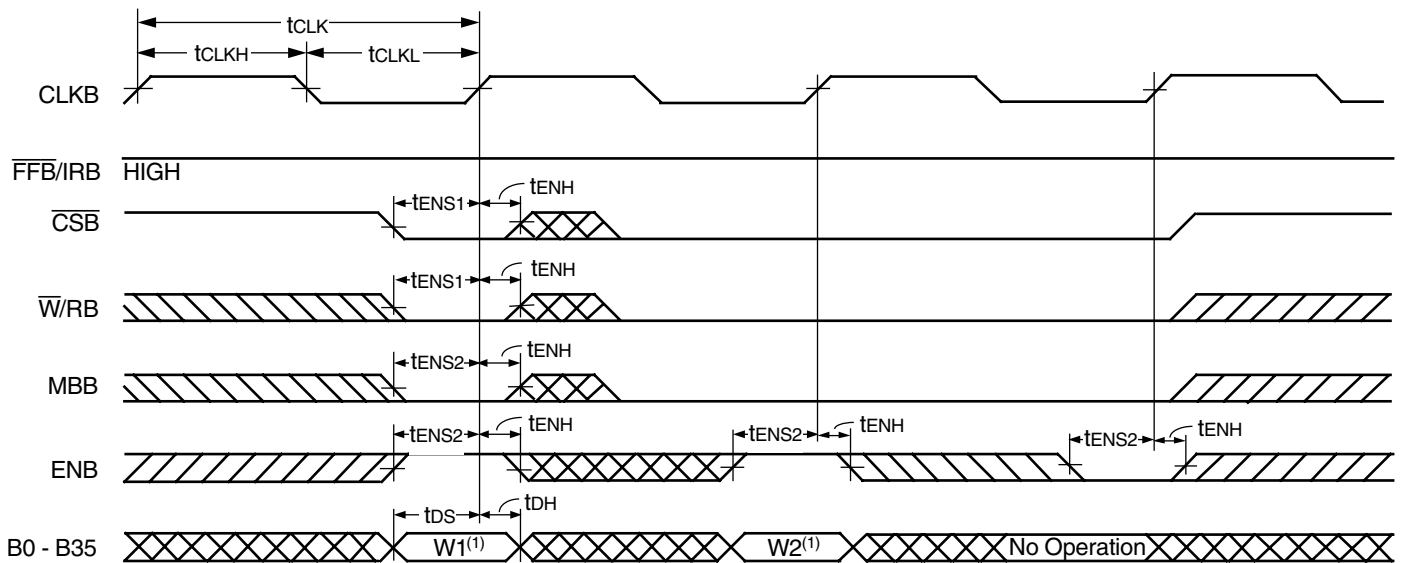 tCLK
tCLKH tCLKL
CLKB
FFB/IRB HIGH
tENS1 tENH
CSB
tENS1 tENH
W/RB
tENS2 tENH
MBB
tENS2 tENH tENS2 tENH tENS2 tENH
ENB
tDS tDH
B0 - B35 W1(1) W2(1) No Operation